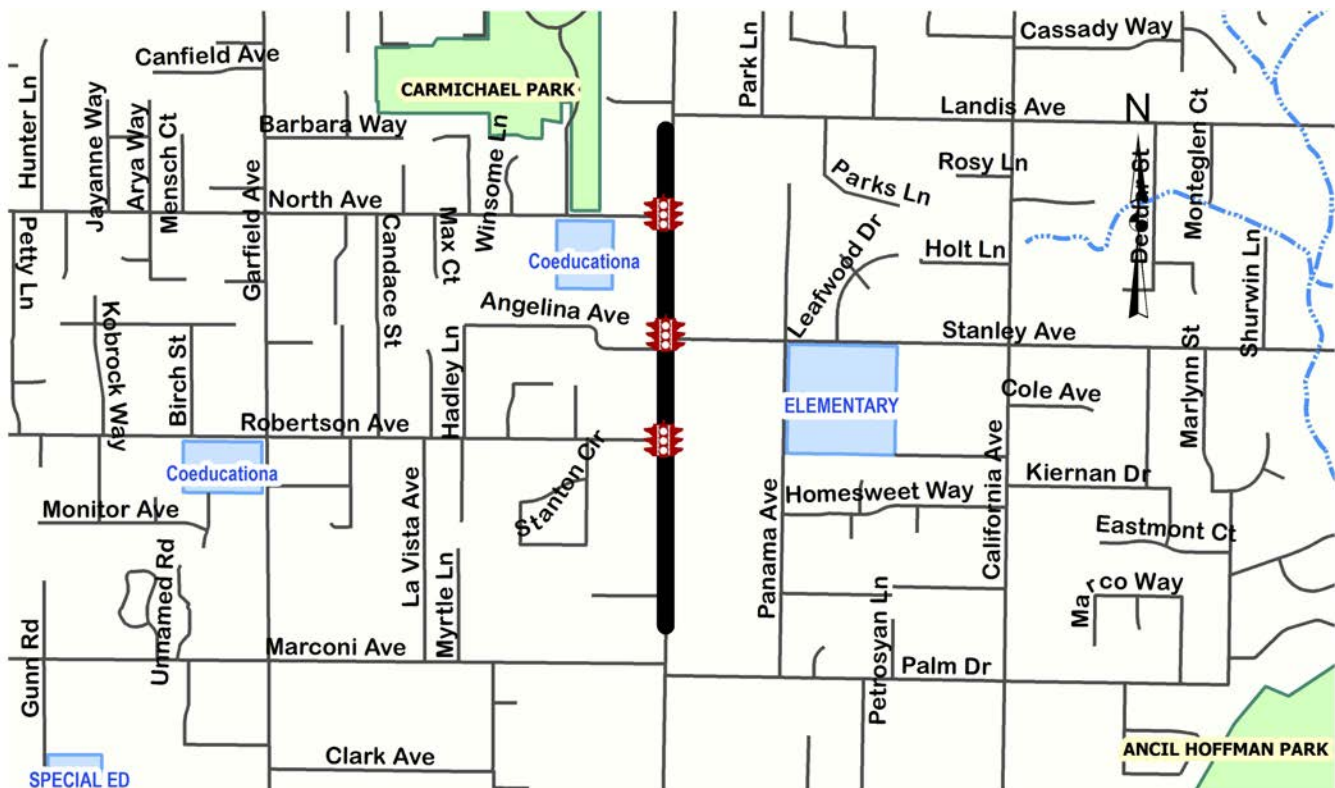 Cassady Way
Canfield Ave
Park Ln
Hunter Ln
CARMICHAEL PARK
Landis Ave
N
Jayanne Way
Arya Way
Mensch Ct
Barbara Way
Winsome Ln
Deodar St
Monteglen Ct
Rosy Ln
Parks Ln
North Ave
Garfield Ave
Petty Ln
Candace St
Max Ct
Coeducationa
Leafwood Dr
Holt Ln
Shurwin Ln
Angelina Ave
Stanley Ave
Kobrock Way
Birch St
Hadley Ln
Marlynn St
Cole Ave
ELEMENTARY
Robertson Ave
Coeducationa
Stanton Cir
California Ave
Kiernan Dr
Homesweet Way
Monitor Ave
Eastmont Ct
La Vista Ave
Panama Ave
Unnamed Rd
Myrtle Ln
Marco Way
Petrosyan Ln
Gunn Rd
Marconi Ave
Palm Dr
Clark Ave
ANCIL HOFFMAN PARK
SPECIAL ED